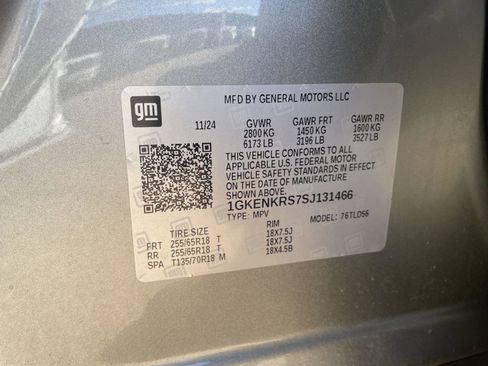 gm
MFD BY GENERAL MOTORS LLC
11/24 GVWR GAWR FRT GAWR RR
2800 KG 1450 KG 1600 KG
6173 LB 3196 LB 3527 LB
THIS VEHICLE CONFORMS TO ALL
APPLICABLE U.S. FEDERAL MOTOR
VEHICLE SAFETY STANDARDS IN EFFECT
ON THE DATE OF MANUFACTURE
SHOWN ABOVE.
1GKENKRS7SJ131466
TYPE: MPV MODEL: 76TLD56
TIRE SIZE RIM
FRT 255/65R18 T 18X7.5J
RR 255/65R18 T 18X7.5J
SPA T135/70R18 M 18X4.5B